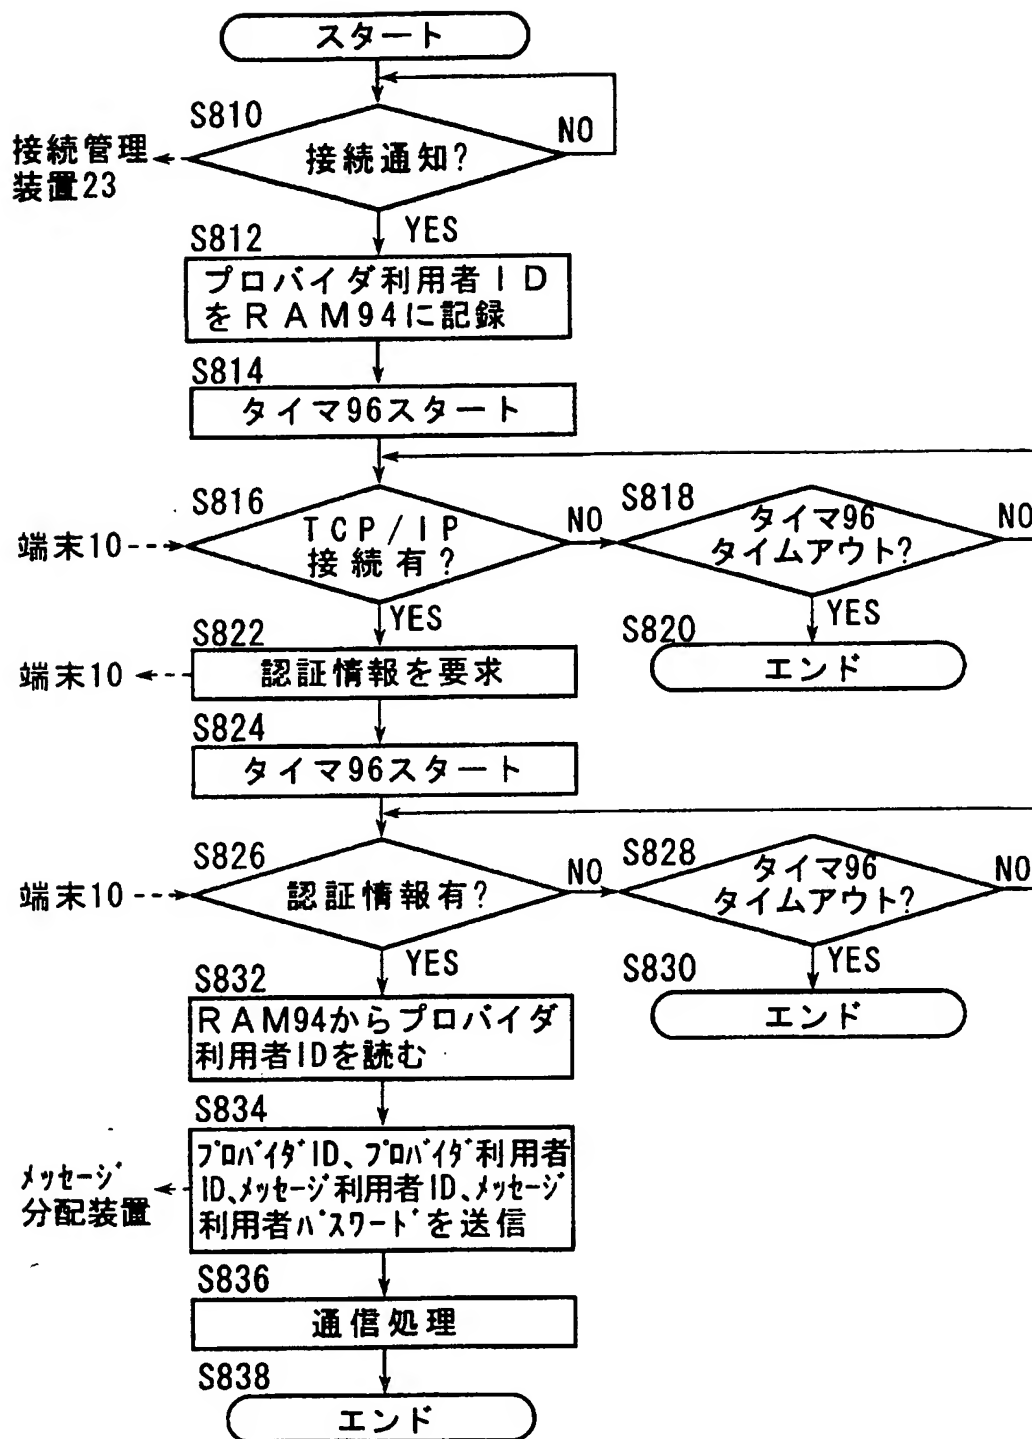 スタート
S810
接続通知?
NO
接続管理
装置23
YES
S812
プロバイダ利用者ID
をRAM94に記録
S814
タイマ96スタート
S816
TCP/IP
接続有?
NO
端末10
S818
タイマ96
タイムアウト?
NO
YES
S820
エンド
YES
S822
認証情報を要求
端末10
S824
タイマ96スタート
S826
認証情報有?
NO
端末10
S828
タイマ96
タイムアウト?
NO
YES
S830
エンド
YES
S832
RAM94からプロバイダ
利用者IDを読む
S834
プロバイダID、プロバイダ利用者
ID、メッセージ利用者ID、メッセージ
利用者パスワードを送信
メッセージ
分配装置
S836
通信処理
S838
エンド